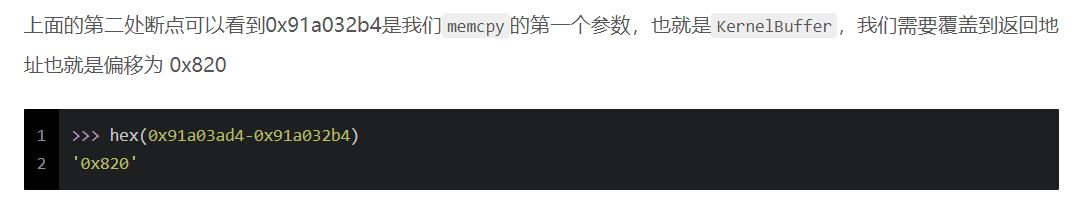 上面的第二处断点可以看到0x91a032b4是我们memcpy的第一个参数，也就是KernelBuffer，我们需要覆盖到返回地
址也就是偏移为 0x820
1 >>> hex(0x91a03ad4-0x91a032b4)
2 '0x820'